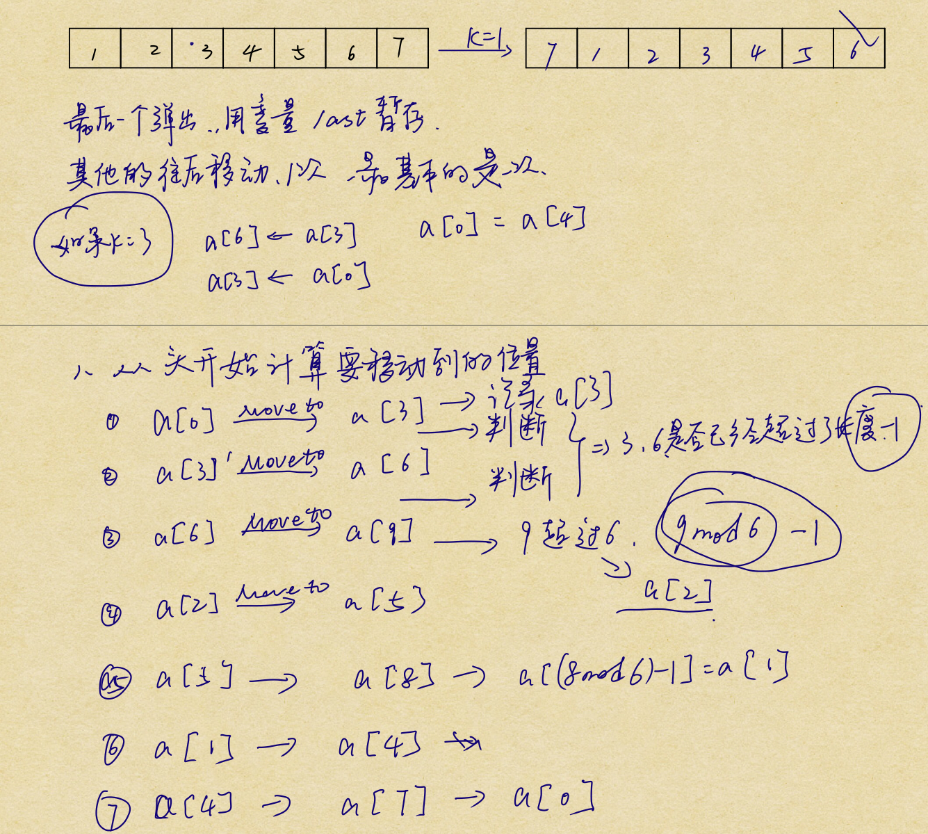 1 2 3 4 5 6 7 K=1 7 1 2 3 4 5 6
最后一个弹出,用变量 last 暂存.
其他的往后移动、1次 最基本的是一次.
如果k=3 a[6] ← a[3] a[0] = a[4]
a[3] ← a[0]
1、从头开始计算要移动到的位置
① a[0] move to a[3] → 记录 a[3]
→ 判断
② a[3]' move to a[6] 判断 ⇒ 3、6是否已经超过了长度-1
③ a[6] move to a[9] → 9超过6. 9 mod 6 -1
④ a[2] move to a[5] a[2]
⑤ a[5] → a[8] → a[(8mod6)-1]=a[1]
⑥ a[1] → a[4] →
⑦ a[4] → a[7] → a[0]